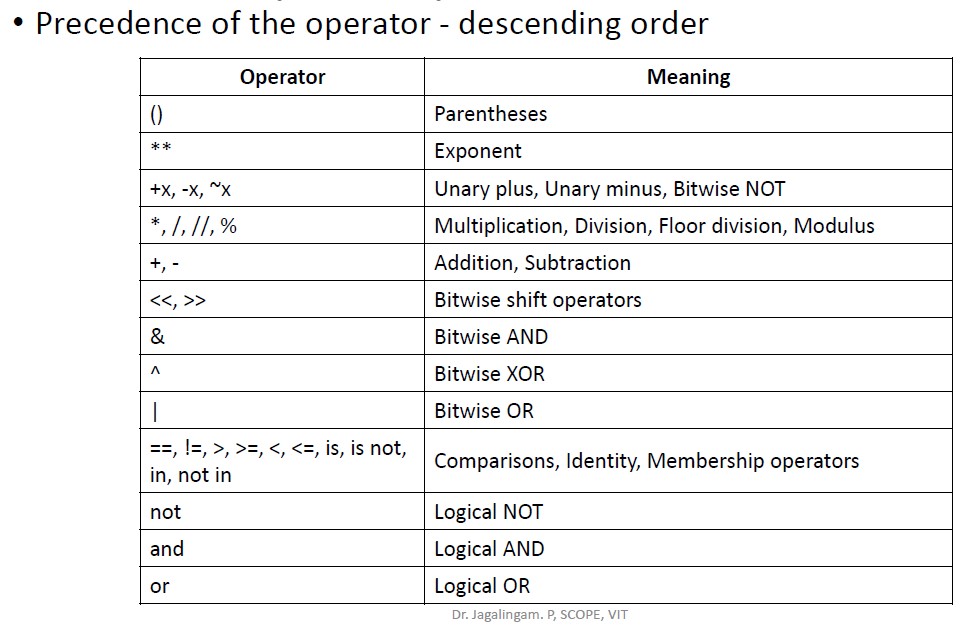 • Precedence of the operator - descending order
Operator Meaning
() Parentheses
** Exponent
+x, -x, ~x Unary plus, Unary minus, Bitwise NOT
*, /, //, % Multiplication, Division, Floor division, Modulus
+, - Addition, Subtraction
<<, >> Bitwise shift operators
& Bitwise AND
^ Bitwise XOR
| Bitwise OR
==, !=, >, >=, <, <=, is, is not,
in, not in
Comparisons, Identity, Membership operators
not Logical NOT
and Logical AND
or Logical OR
Dr. Jagalingam. P, SCOPE, VIT